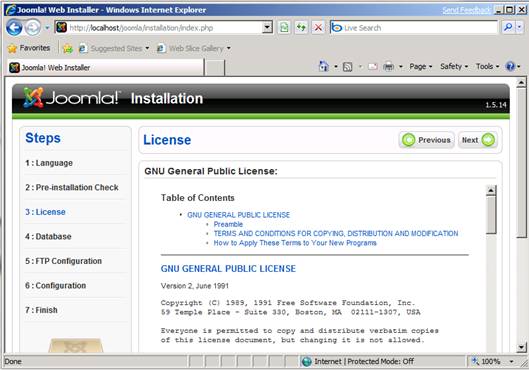 Joomla! Web Installer - Windows Internet Explorer
Send Feedback
http://localhost/joomla/installation/index.php
Live Search
Favorites
Suggested Sites
Web Slice Gallery
Joomla! Web Installer
Page
Safety
Tools
Joomla! Installation
1.5.14
Steps
1 : Language
2 : Pre-installation Check
3 : License
4 : Database
5 : FTP Configuration
6 : Configuration
7 : Finish
License
Previous
Next
GNU General Public License:
Table of Contents
GNU GENERAL PUBLIC LICENSE
Preamble
TERMS AND CONDITIONS FOR COPYING, DISTRIBUTION AND MODIFICATION
How to Apply These Terms to Your New Programs
GNU GENERAL PUBLIC LICENSE
Version 2, June 1991
Copyright (C) 1989, 1991 Free Software Foundation, Inc.
59 Temple Place - Suite 330, Boston, MA  02111-1307, USA
Everyone is permitted to copy and distribute verbatim copies
of this license document, but changing it is not allowed.
Done
Internet | Protected Mode: Off
100%